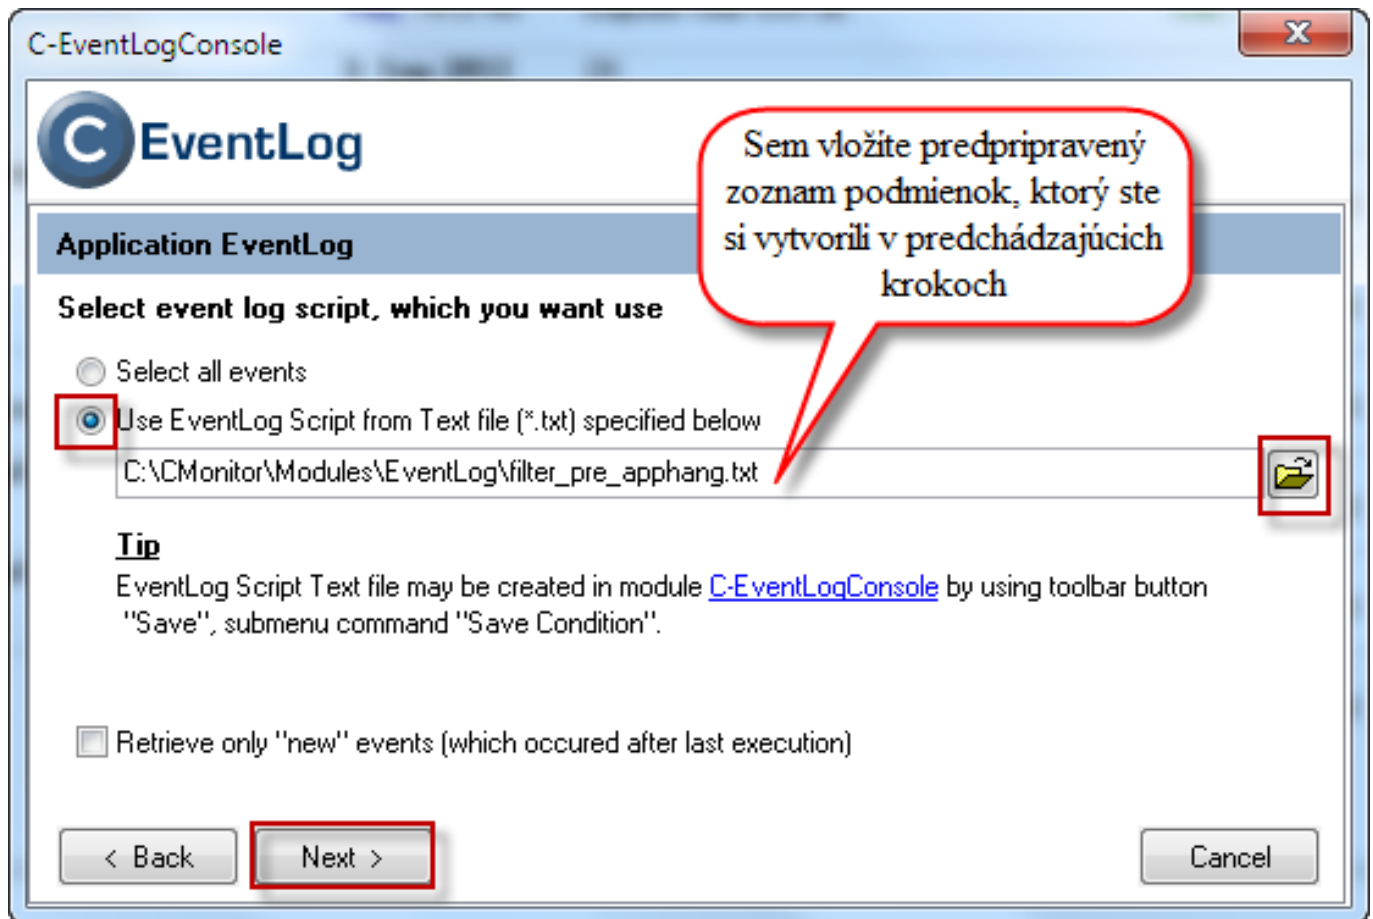 C-EventLogConsole
C EventLog
Sem vložíte predpripravený
zoznam podmienok, ktorý ste
si vytvorili v predchádzajúcich
krokoch
Application EventLog
Select event log script, which you want use
Select all events
Use EventLog Script from Text file (*.txt) specified below
C:\CMonitor\Modules\EventLog\filter_pre_apphang.txt
Tip
EventLog Script Text file may be created in module C-EventLogConsole by using toolbar button
"Save", submenu command "Save Condition".
Retrieve only "new" events (which occured after last execution)
< Back
Next >
Cancel